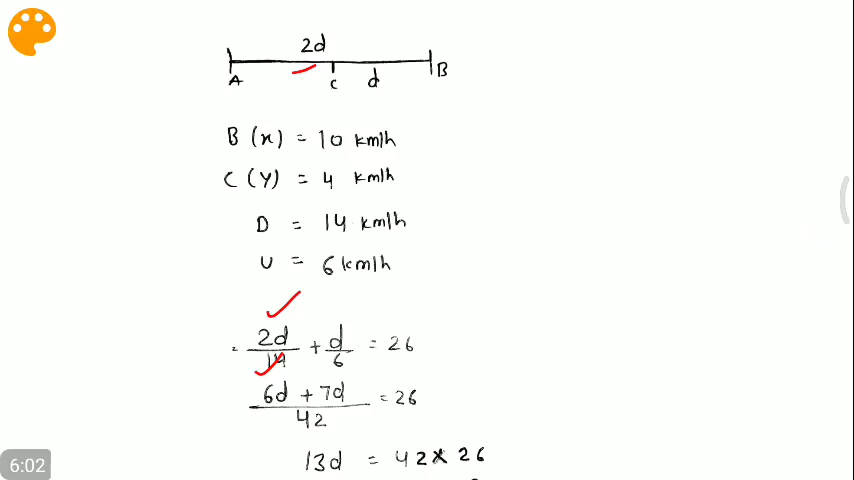 2d
A C d B
B (x) = 10 km/h
C (Y) = 4 km/h
D = 14 km/h
U = 6 km/h
= 2d/14 + d/6 = 26
6d + 7d / 42 = 26
13d = 42 × 26
6:02